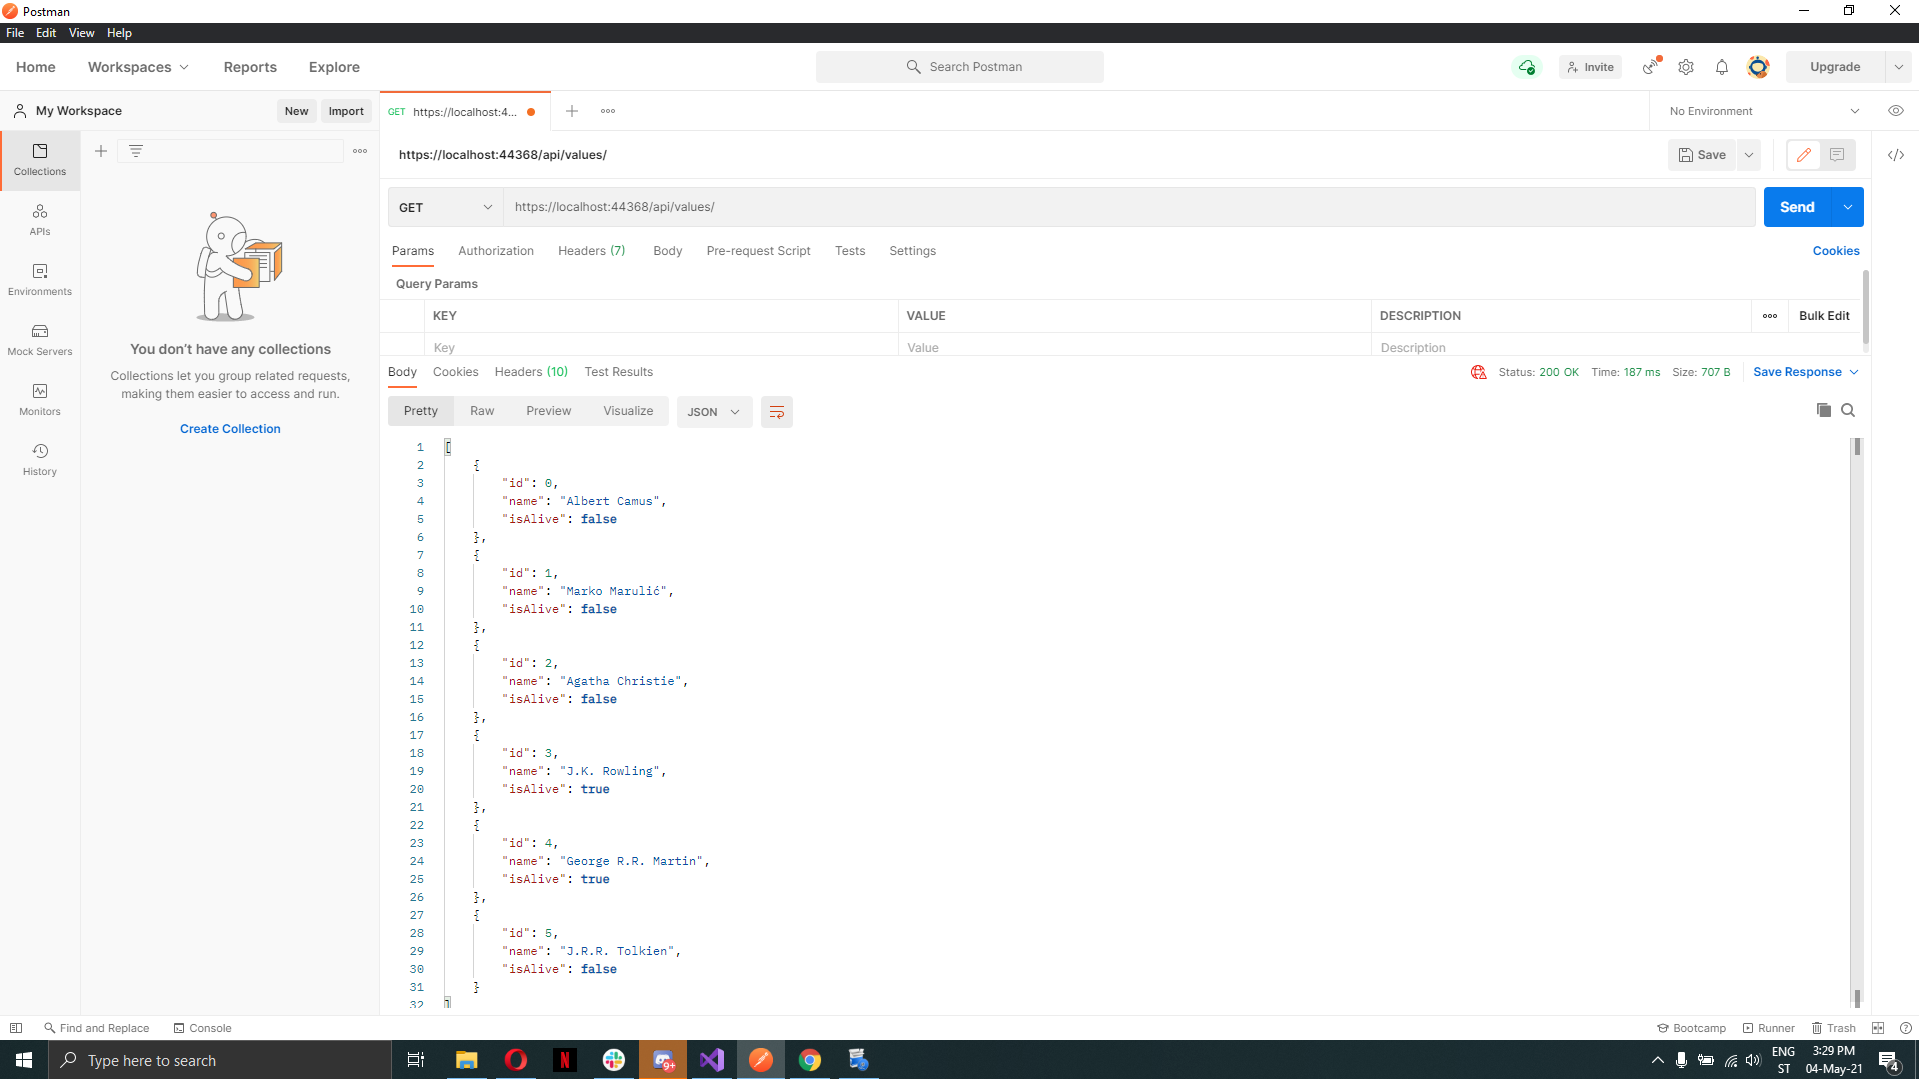 Postman
File Edit View Help
Home Workspaces Reports Explore Search Postman Invite Upgrade
My Workspace New Import GET https://localhost:4... No Environment
https://localhost:44368/api/values/ Save
Collections
GET https://localhost:44368/api/values/ Send
APIs
Params Authorization Headers (7) Body Pre-request Script Tests Settings Cookies
Query Params
Environments
KEY VALUE DESCRIPTION Bulk Edit
Key Value Description
Mock Servers
You don't have any collections
Collections let you group related requests,
making them easier to access and run.
Create Collection
Monitors
History
Body Cookies Headers (10) Test Results Status: 200 OK Time: 187 ms Size: 707 B Save Response
Pretty Raw Preview Visualize JSON
1 [
2 {
3 "id": 0,
4 "name": "Albert Camus",
5 "isAlive": false
6 },
7 {
8 "id": 1,
9 "name": "Marko Marulić",
10 "isAlive": false
11 },
12 {
13 "id": 2,
14 "name": "Agatha Christie",
15 "isAlive": false
16 },
17 {
18 "id": 3,
19 "name": "J.K. Rowling",
20 "isAlive": true
21 },
22 {
23 "id": 4,
24 "name": "George R.R. Martin",
25 "isAlive": true
26 },
27 {
28 "id": 5,
29 "name": "J.R.R. Tolkien",
30 "isAlive": false
31 }
32 ]
Find and Replace Console Bootcamp Runner Trash
Type here to search 9+ ENG 3:29 PM
ST 04-May-21 4